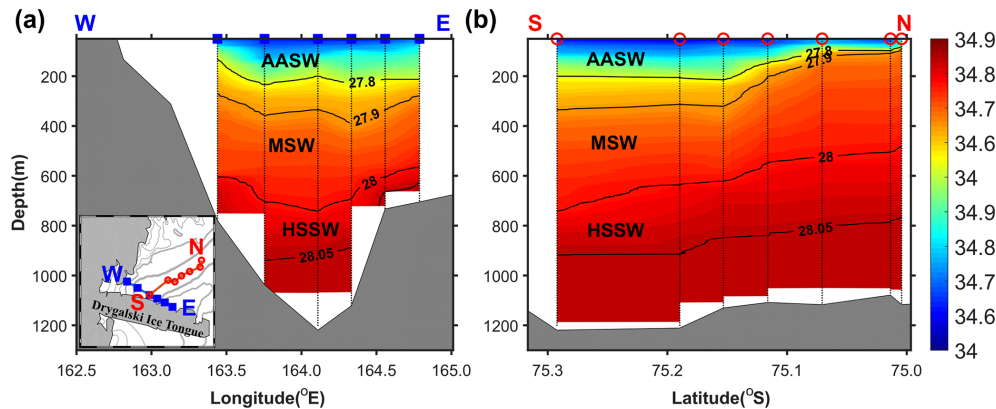 (a)
W
E
AASW
27.8
27.9
MSW
28
HSSW
28.05
200
400
600
800
1000
1200
Depth(m)
W
S
N
E
Drygalski Ice Tongue
162.5 163.0 163.5 164.0 164.5 165.0
Longitude(°E)
(b)
S
N
AASW
27.8
27.9
MSW
28
HSSW
28.05
200
400
600
800
1000
1200
75.3 75.2 75.1 75.0
Latitude(°S)
34.9
34.8
34.7
34.6
34.5
34.9
34.8
34.7
34.6
34